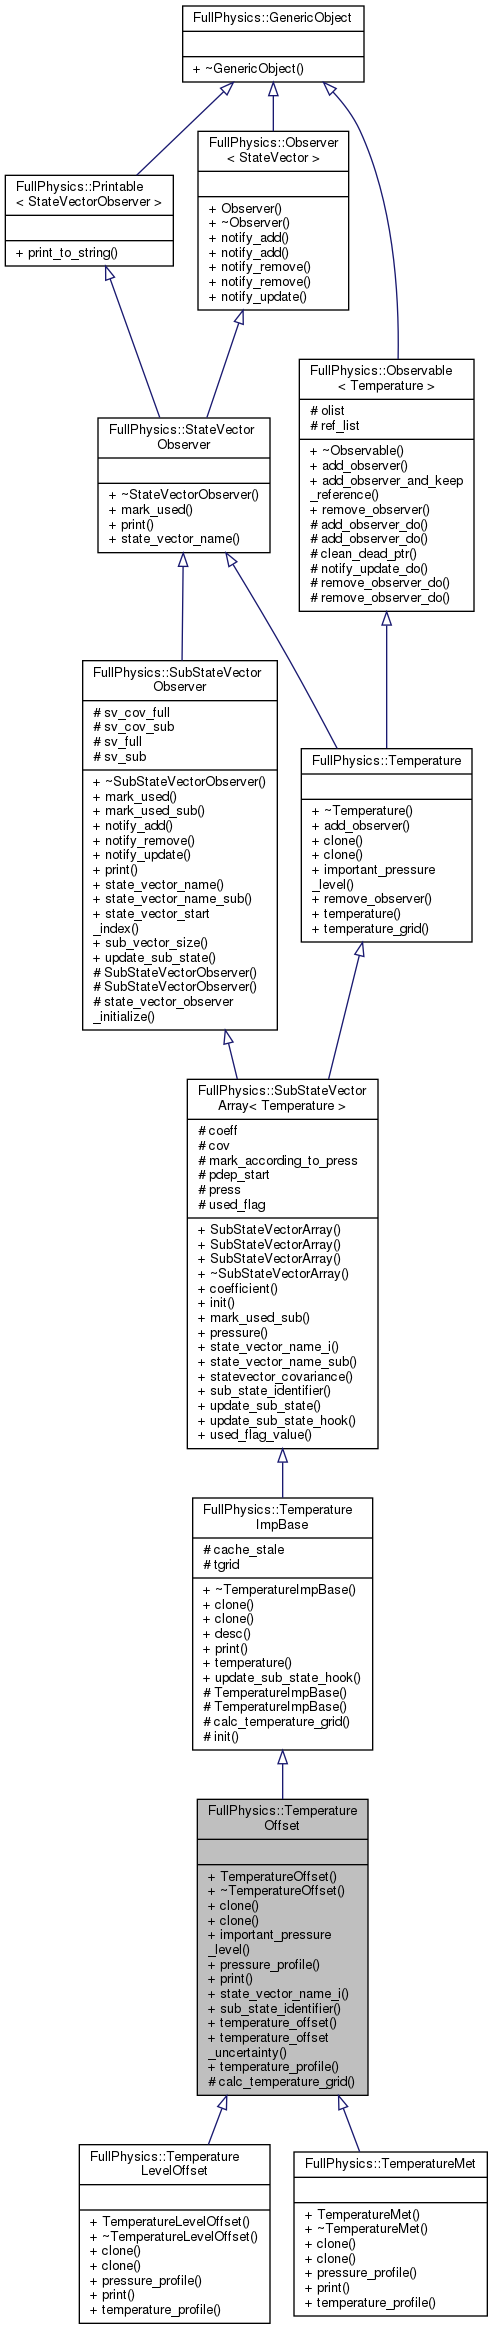 FullPhysics::GenericObject
+ ~GenericObject()
FullPhysics::Observer
< StateVector >
+ Observer()
+ ~Observer()
+ notify_add()
+ notify_add()
+ notify_remove()
+ notify_remove()
+ notify_update()
FullPhysics::Printable
< StateVectorObserver >
+ print_to_string()
FullPhysics::Observable
< Temperature >
# olist
# ref_list
+ ~Observable()
+ add_observer()
+ add_observer_and_keep
_reference()
+ remove_observer()
# add_observer_do()
# add_observer_do()
# clean_dead_ptr()
# notify_update_do()
# remove_observer_do()
# remove_observer_do()
FullPhysics::StateVector
Observer
+ ~StateVectorObserver()
+ mark_used()
+ print()
+ state_vector_name()
FullPhysics::SubStateVector
Observer
# sv_cov_full
# sv_cov_sub
# sv_full
# sv_sub
+ ~SubStateVectorObserver()
+ mark_used()
+ mark_used_sub()
+ notify_add()
+ notify_remove()
+ notify_update()
+ print()
+ state_vector_name()
+ state_vector_name_sub()
+ state_vector_start
_index()
+ sub_vector_size()
+ update_sub_state()
# SubStateVectorObserver()
# SubStateVectorObserver()
# state_vector_observer
_initialize()
FullPhysics::Temperature
+ ~Temperature()
+ add_observer()
+ clone()
+ clone()
+ important_pressure
_level()
+ remove_observer()
+ temperature()
+ temperature_grid()
FullPhysics::SubStateVector
Array< Temperature >
# coeff
# cov
# mark_according_to_press
# pdep_start
# press
# used_flag
+ SubStateVectorArray()
+ SubStateVectorArray()
+ SubStateVectorArray()
+ ~SubStateVectorArray()
+ coefficient()
+ init()
+ mark_used_sub()
+ pressure()
+ state_vector_name_i()
+ state_vector_name_sub()
+ statevector_covariance()
+ sub_state_identifier()
+ update_sub_state()
+ update_sub_state_hook()
+ used_flag_value()
FullPhysics::Temperature
ImpBase
# cache_stale
# tgrid
+ ~TemperatureImpBase()
+ clone()
+ clone()
+ desc()
+ print()
+ temperature()
+ update_sub_state_hook()
# TemperatureImpBase()
# TemperatureImpBase()
# calc_temperature_grid()
# init()
FullPhysics::Temperature
Offset
+ TemperatureOffset()
+ ~TemperatureOffset()
+ clone()
+ clone()
+ important_pressure
_level()
+ pressure_profile()
+ print()
+ state_vector_name_i()
+ sub_state_identifier()
+ temperature_offset()
+ temperature_offset
_uncertainty()
+ temperature_profile()
# calc_temperature_grid()
FullPhysics::Temperature
LevelOffset
+ TemperatureLevelOffset()
+ ~TemperatureLevelOffset()
+ clone()
+ clone()
+ pressure_profile()
+ print()
+ temperature_profile()
FullPhysics::TemperatureMet
+ TemperatureMet()
+ ~TemperatureMet()
+ clone()
+ clone()
+ pressure_profile()
+ print()
+ temperature_profile()